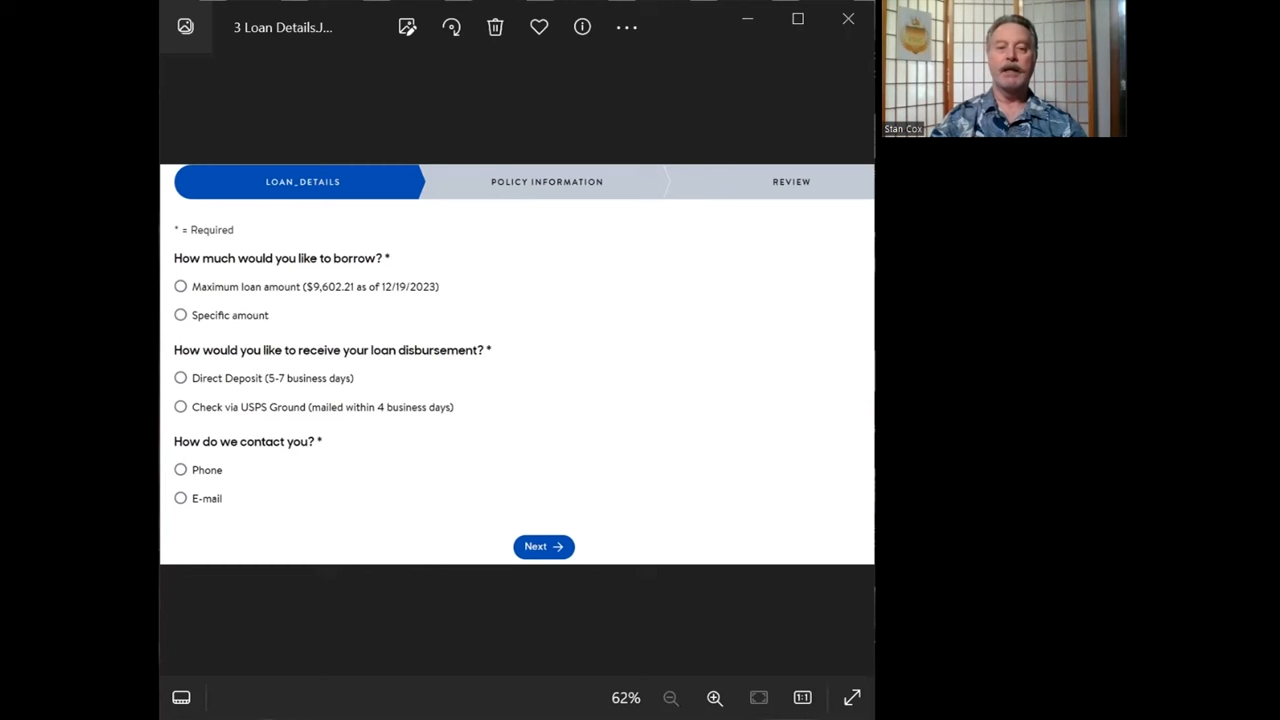 3 Loan DetailsJ...
Stan Cox
LOAN_DETAILS
POLICY INFORMATION
REVIEW
* = Required
How much would you like to borrow? *
Maximum loan amount ($9,602.21 as of 12/19/2023)
Specific amount
How would you like to receive your loan disbursement? *
Direct Deposit (5-7 business days)
Check via USPS Ground (mailed within 4 business days)
How do we contact you? *
Phone
E-mail
Next →
62%
1:1